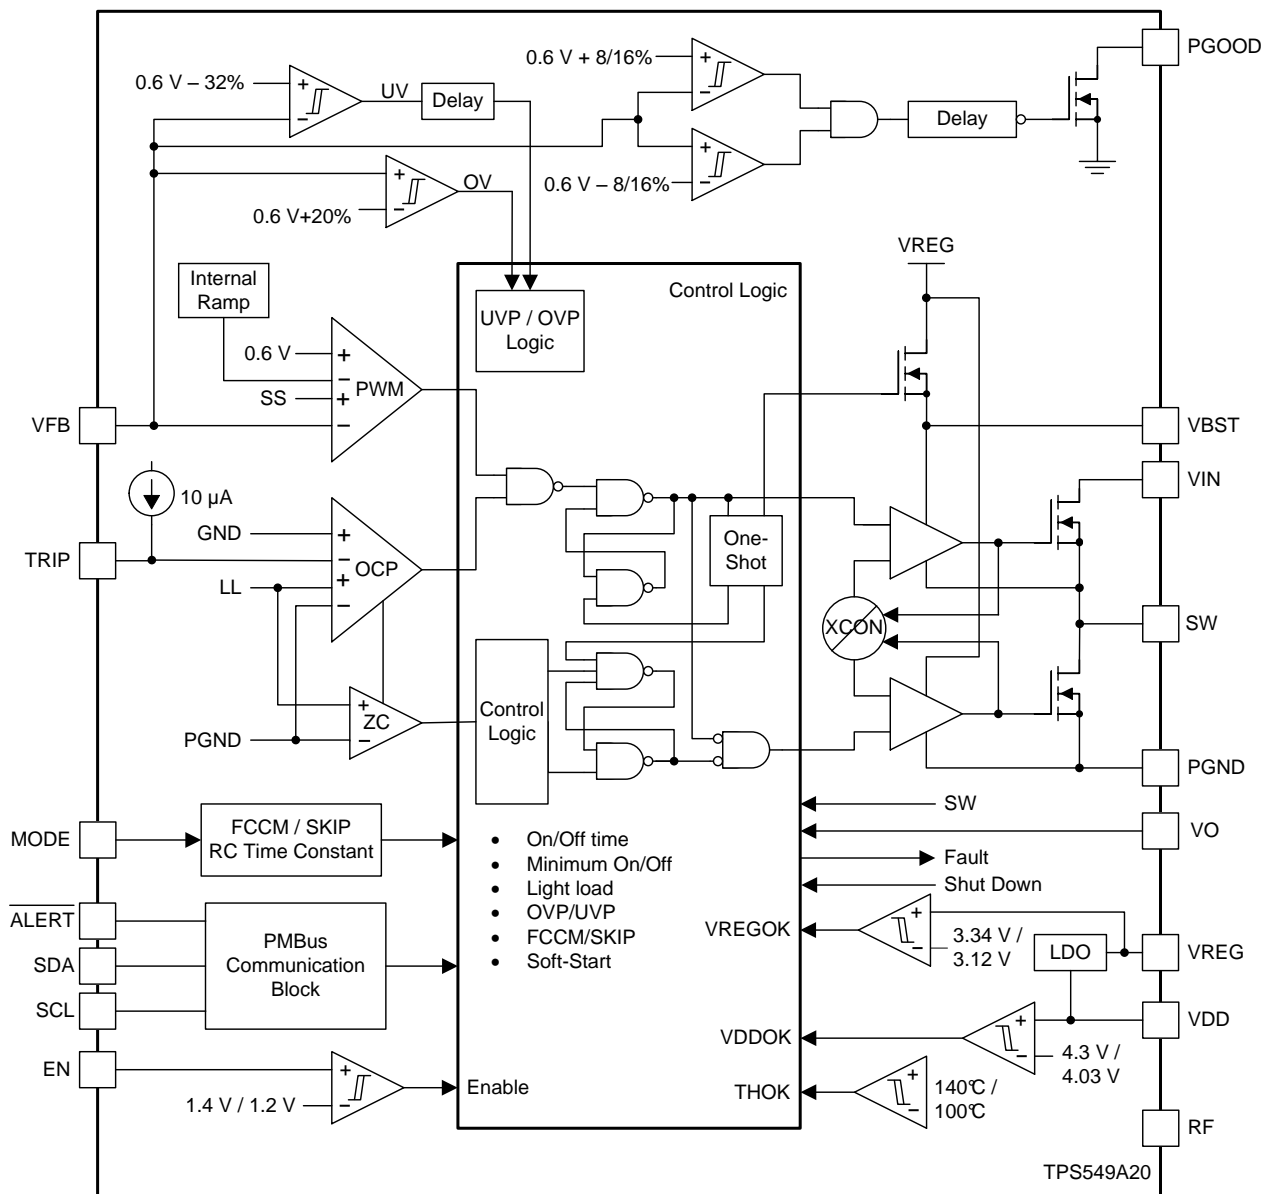 PGOOD
0.6 V + 8/16%
0.6 V – 32%
+
–
UV
Delay
+
–
Delay
+
–
0.6 V – 8/16%
+
–
OV
0.6 V+20%
VREG
Internal
Ramp
Control Logic
UVP / OVP
Logic
0.6 V
+
–
SS
+
–
PWM
VFB
VBST
10 µA
VIN
GND
+
–
+
–
OCP
TRIP
LL
One-
Shot
XCON
SW
Control
Logic
+
–
ZC
PGND
PGND
SW
VO
MODE
FCCM / SKIP
RC Time Constant
• On/Off time
• Minimum On/Off
• Light load
• OVP/UVP
• FCCM/SKIP
• Soft-Start
Fault
Shut Down
ALERT
SDA
SCL
PMBus
Communication
Block
VREGOK
+
–
3.34 V /
3.12 V
LDO
VREG
VDD
VDDOK
+
–
4.3 V /
4.03 V
EN
+
–
1.4 V / 1.2 V
Enable
THOK
+
–
140°C /
100°C
RF
TPS549A20